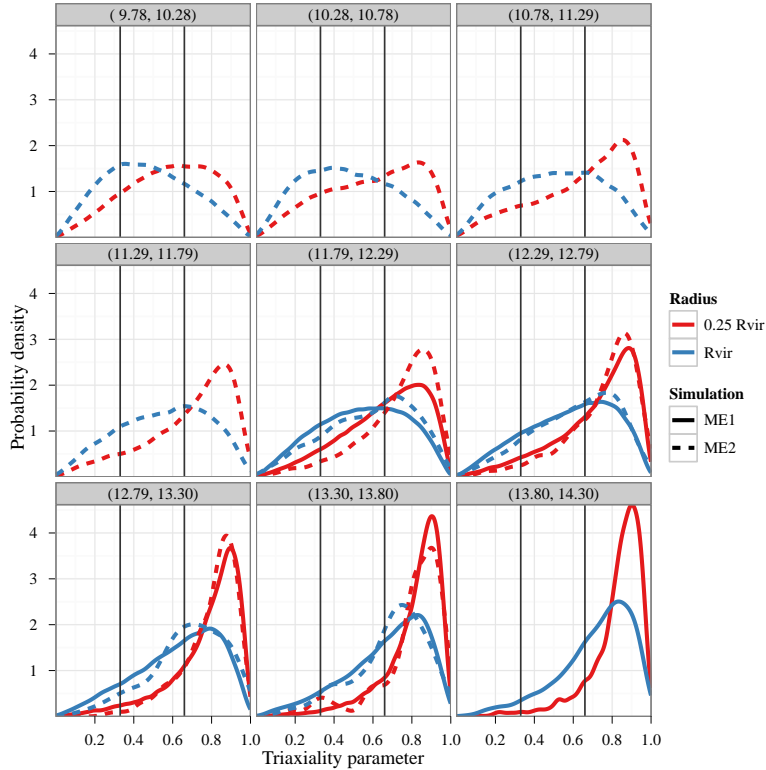 ( 9.78, 10.28)
(10.28, 10.78)
(10.78, 11.29)
4
3
2
1
(11.29, 11.79)
(11.79, 12.29)
(12.29, 12.79)
4
3
2
1
(12.79, 13.30)
(13.30, 13.80)
(13.80, 14.30)
4
3
2
1
0.2 0.4 0.6 0.8 1.0
0.2 0.4 0.6 0.8 1.0
0.2 0.4 0.6 0.8 1.0
Triaxiality parameter
Probability density
Radius
0.25 Rvir
Rvir
Simulation
ME1
ME2